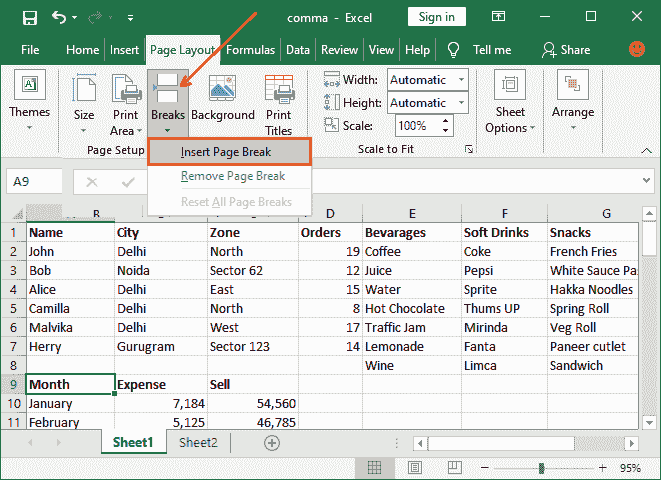 comma - Excel
Sign in
File Home Insert Page Layout Formulas Data Review View Help Tell me Share
Themes Size Print Area Breaks Background Print Titles Width: Automatic Height: Automatic Scale: 100% Sheet Options Arrange
Page Setup Scale to Fit
Insert Page Break
Remove Page Break
Reset All Page Breaks
A9
B D E F G
1 Name City Zone Orders Bevarages Soft Drinks Snacks
2 John Delhi North 19 Coffee Coke French Fries
3 Bob Noida Sector 62 12 Juice Pepsi White Sauce Pa
4 Alice Delhi East 15 Water Sprite Hakka Noodles
5 Camilla Delhi North 8 Hot Chocolate Thums UP Spring Roll
6 Malvika Delhi West 17 Traffic Jam Mirinda Veg Roll
7 Herry Gurugram Sector 123 14 Lemonade Fanta Paneer cutlet
8 Wine Limca Sandwich
9 Month Expense Sell
10 January 7,184 54,560
11 February 5,125 46,785
Sheet1 Sheet2
95%